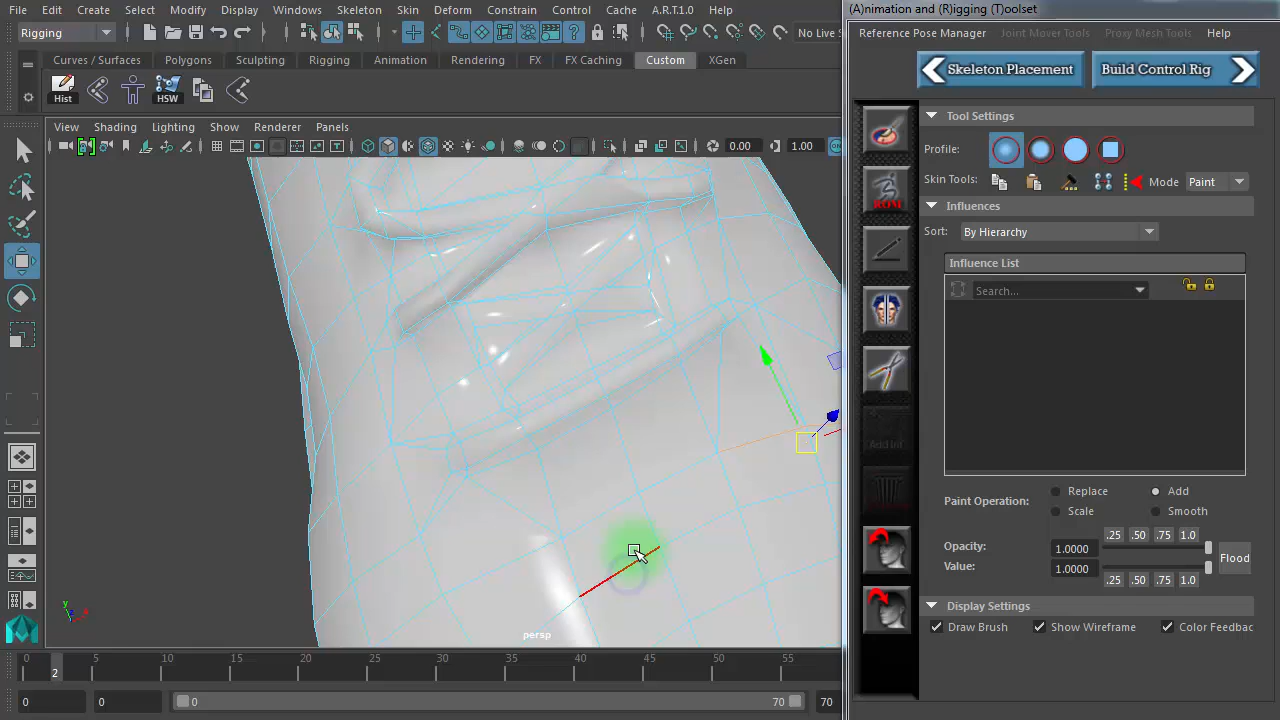 File Edit Create Select Modify Display Windows Skeleton Skin Deform Constrain Control Cache A.R.T.1.0 Help
(A)nimation and (R)igging (T)oolset
Rigging
No Live S
Reference Pose Manager Joint Mover Tools Proxy Mesh Tools Help
Curves / Surfaces Polygons Sculpting Rigging Animation Rendering FX FX Caching Custom XGen
Skeleton Placement Build Control Rig
Hist HSW
View Shading Lighting Show Renderer Panels
0.00 1.00
Tool Settings
Profile:
Skin Tools: Mode Paint
ROM
Influences
Sort: By Hierarchy
Influence List
Search...
Add Inf
Paint Operation: Replace Add
Scale Smooth
.25 .50 .75 1.0
Opacity: 1.0000
Value: 1.0000
Flood
.25 .50 .75 1.0
Display Settings
Draw Brush Show Wireframe Color Feedbac
y
z
x
persp
0 5 10 15 20 25 30 35 40 45 50 55
2
0 0 0 70 70